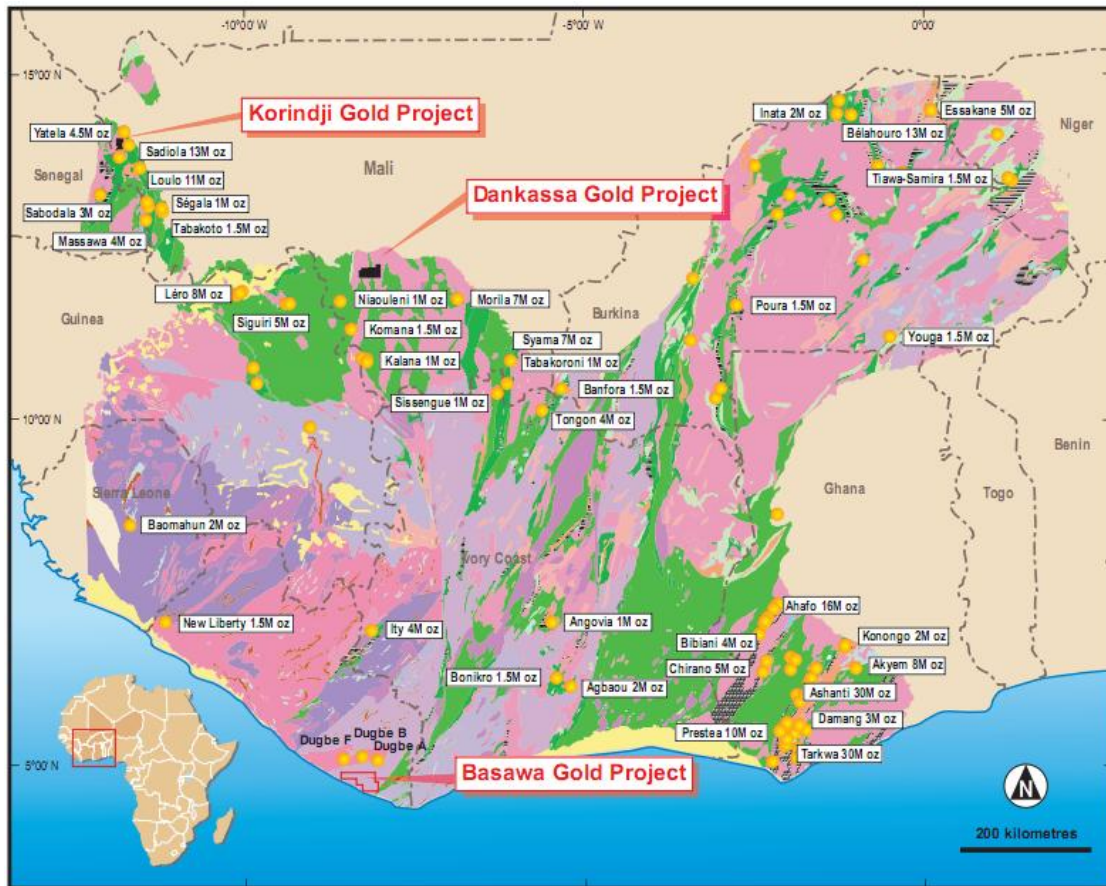 -10°00' W
-5°00' W
0°00'
15°00' N
10°00' N
5°00' N
Korindji Gold Project
Dankassa Gold Project
Basawa Gold Project
Yatela 4.5M oz
Sadiola 13M oz
Senegal
Loulo 11M oz
Mali
Sabodala 3M oz
Ségala 1M oz
Massawa 4M oz
Tabakoto 1.5M oz
Inata 2M oz
Essakane 5M oz
Niger
Bélahouro 13M oz
Tiawa-Samira 1.5M oz
Léro 8M oz
Niaouleni 1M oz
Morila 7M oz
Guinea
Siguiri 5M oz
Komana 1.5M oz
Burkina
Poura 1.5M oz
Syama 7M oz
Youga 1.5M oz
Kalana 1M oz
Tabakoroni 1M oz
Sissengue 1M oz
Banfora 1.5M oz
Tongon 4M oz
Benin
Sierra Leone
Ghana
Togo
Baomahun 2M oz
Ivory Coast
New Liberty 1.5M oz
Ity 4M oz
Angovia 1M oz
Ahafo 16M oz
Bibiani 4M oz
Konongo 2M oz
Chirano 5M oz
Akyem 8M oz
Bonikro 1.5M oz
Agbaou 2M oz
Ashanti 30M oz
Prestea 10M oz
Damang 3M oz
Tarkwa 30M oz
Dugbe F
Dugbe B
Dugbe A
N
200 kilometres